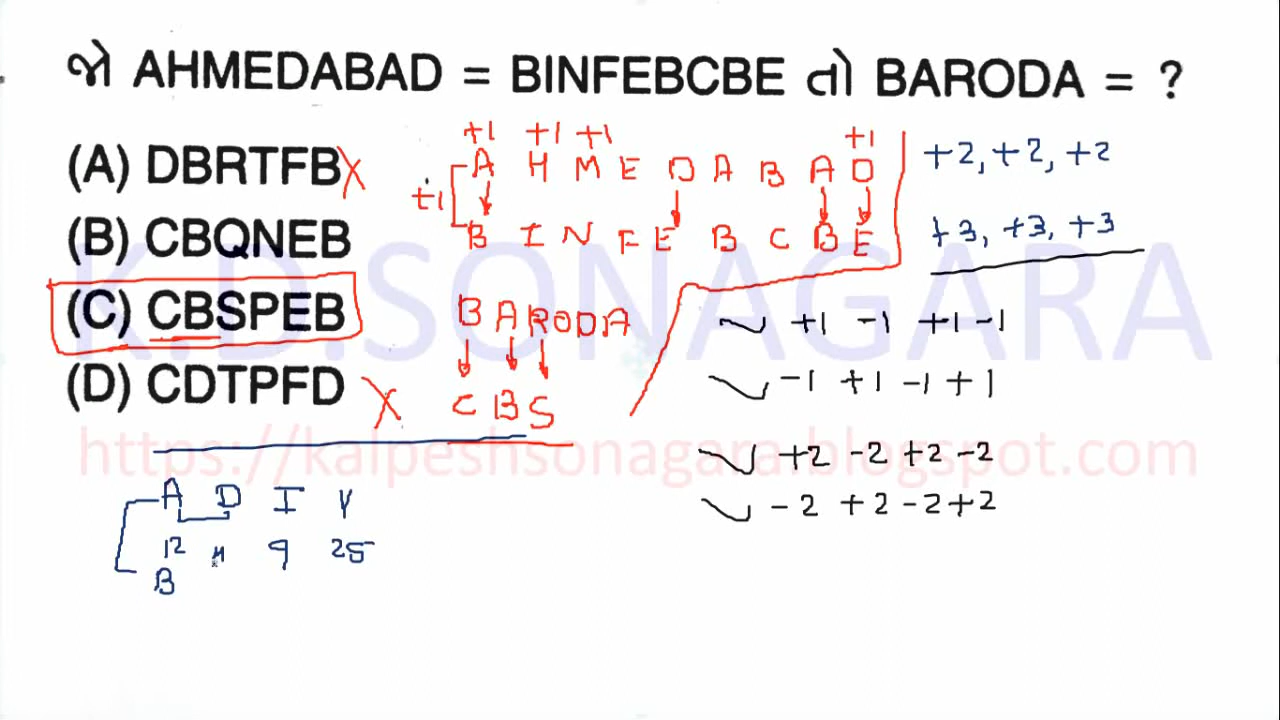 જો AHMEDABAD = BINFEBCBE તો BARODA = ?
(A) DBRTFB X
(B) CBQNEB
(C) CBSPEB
(D) CDTPFD X
+1 +1 +1 +1
A H M E D A B A D
+1
B I N F E B C B E
B A R O D A
C B S
+2, +2, +2
+3, +3, +3
+1 -1 +1 -1
-1 +1 -1 +1
+2 -2 +2 -2
-2 +2 -2 +2
A D I Y
12 9 25
B
K.D.SONAGARA
https://kalpeshsonagara.blogspot.com